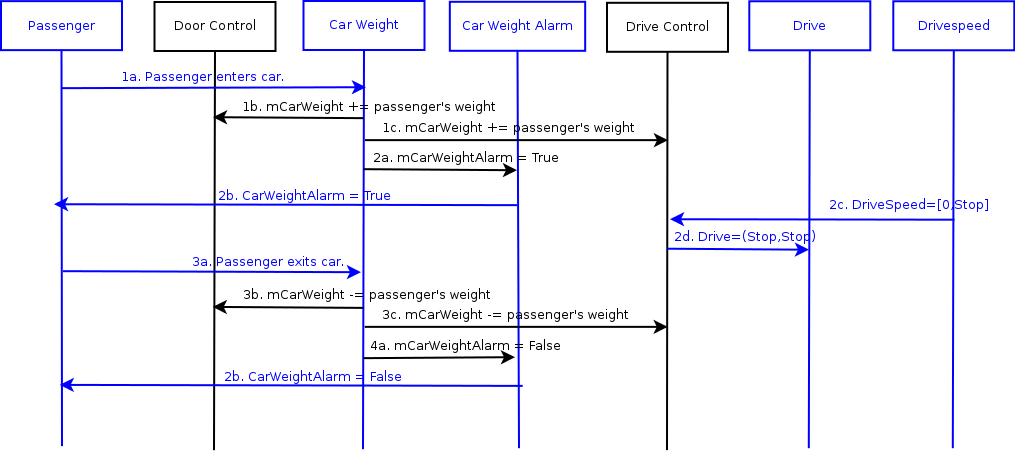 Passenger
Door Control
Car Weight
Car Weight Alarm
Drive Control
Drive
Drivespeed
1a. Passenger enters car.
1b. mCarWeight += passenger's weight
1c. mCarWeight += passenger's weight
2a. mCarWeightAlarm = True
2b. CarWeightAlarm = True
2c. DriveSpeed=[0,Stop]
2d. Drive=(Stop,Stop)
3a. Passenger exits car.
3b. mCarWeight -= passenger's weight
3c. mCarWeight -= passenger's weight
4a. mCarWeightAlarm = False
2b. CarWeightAlarm = False